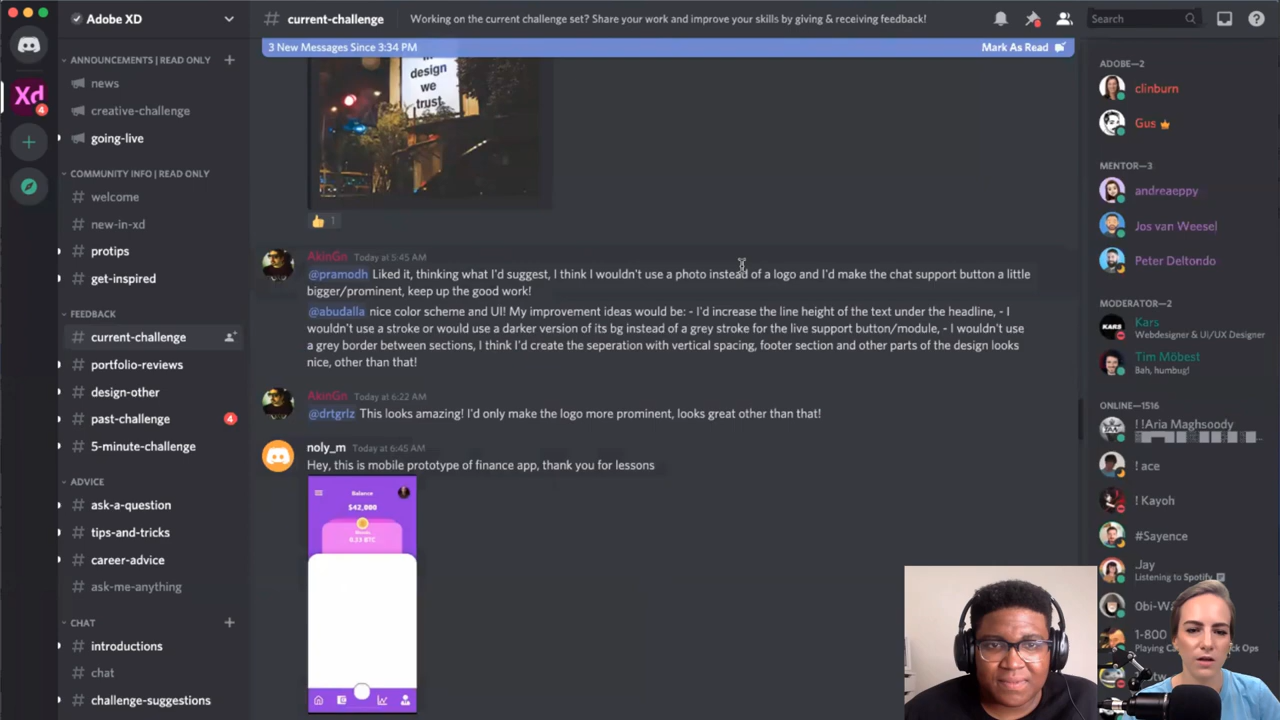 Adobe XD
ANNOUNCEMENTS | READ ONLY
news
creative-challenge
going-live
COMMUNITY INFO | READ ONLY
welcome
new-in-xd
protips
get-inspired
FEEDBACK
current-challenge
portfolio-reviews
design-other
past-challenge
4
5-minute-challenge
ADVICE
ask-a-question
tips-and-tricks
career-advice
ask-me-anything
CHAT
introductions
chat
challenge-suggestions
Xd
4
# current-challenge
Working on the current challenge set? Share your work and improve your skills by giving & receiving feedback!
Search
3 New Messages Since 3:34 PM
Mark As Read
design
we
trust
1
AkinGn Today at 5:45 AM
@pramodh Liked it, thinking what I'd suggest, I think I wouldn't use a photo instead of a logo and I'd make the chat support button a little
bigger/prominent, keep up the good work!
@abudalla nice color scheme and UI! My improvement ideas would be: - I'd increase the line height of the text under the headline, - I
wouldn't use a stroke or would use a darker version of its bg instead of a grey stroke for the live support button/module, - I wouldn't use
a grey border between sections, I think I'd create the seperation with vertical spacing, footer section and other parts of the design looks
nice, other than that!
AkinGn Today at 6:22 AM
@drtgrlz This looks amazing! I'd only make the logo more prominent, looks great other than that!
noly_m Today at 6:45 AM
Hey, this is mobile prototype of finance app, thank you for lessons
Balance
$42,000
0.23 BTC
ADOBE—2
clinburn
Gus
MENTOR—3
andreaeppy
Jos van Weesel
Peter Deltondo
MODERATOR—2
KARS
Kars
Webdesigner & Ui/UX Designer
Tim Möbest
Bah, humbug!
ONLINE—1516
! !Aria Maghsoody
! ace
! Kayoh
#Sayence
Jay
Listening to Spotify
1-800